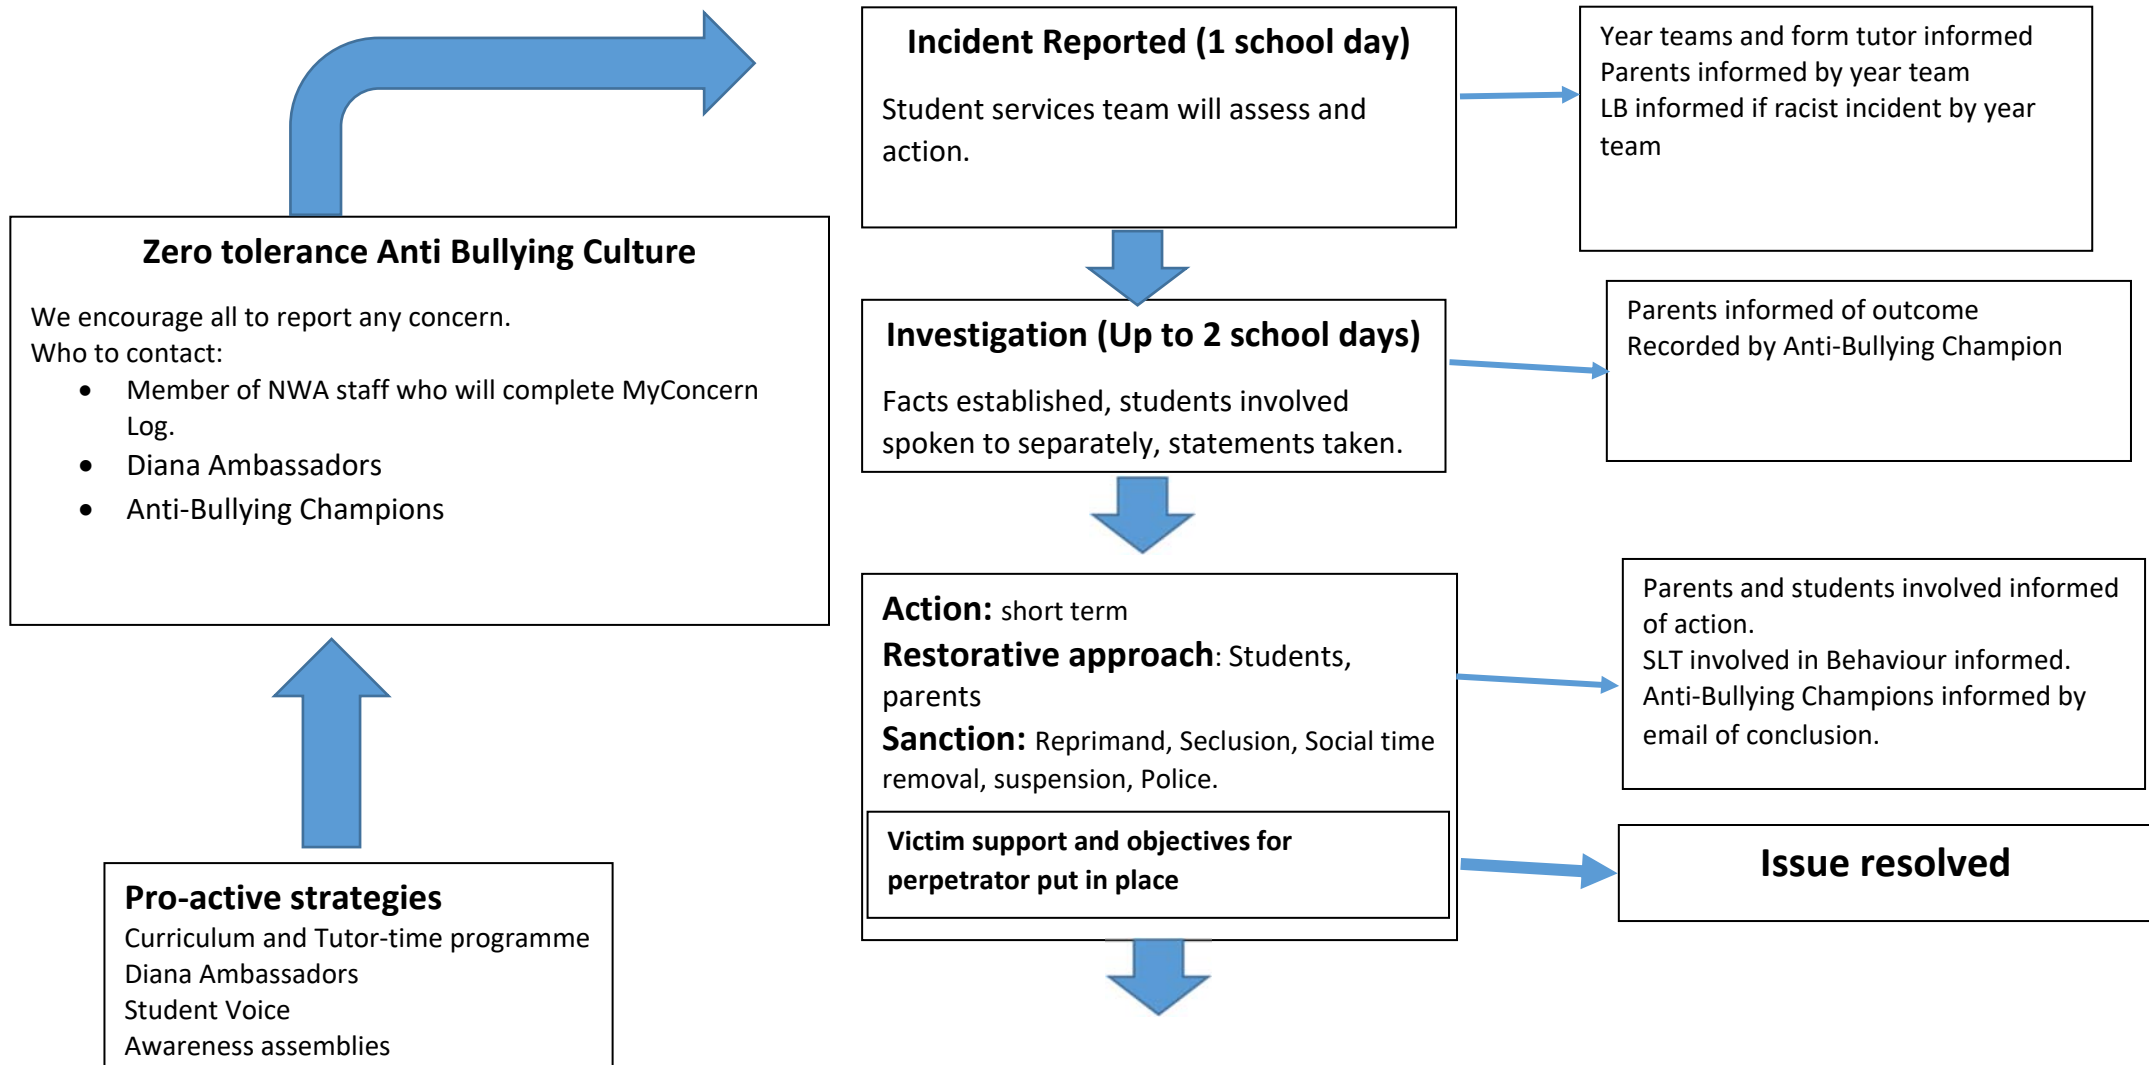 Incident Reported (1 school day)
Student services team will assess and
action.
Year teams and form tutor informed
Parents informed by year team
LB informed if racist incident by year
team
Zero tolerance Anti Bullying Culture
We encourage all to report any concern.
Who to contact:
• Member of NWA staff who will complete MyConcern
Log.
• Diana Ambassadors
• Anti-Bullying Champions
Investigation (Up to 2 school days)
Facts established, students involved
spoken to separately, statements taken.
Parents informed of outcome
Recorded by Anti-Bullying Champion
Action: short term
Restorative approach: Students,
parents
Sanction: Reprimand, Seclusion, Social time
removal, suspension, Police.
Victim support and objectives for
perpetrator put in place
Parents and students involved informed
of action.
SLT involved in Behaviour informed.
Anti-Bullying Champions informed by
email of conclusion.
Issue resolved
Pro-active strategies
Curriculum and Tutor-time programme
Diana Ambassadors
Student Voice
Awareness assemblies